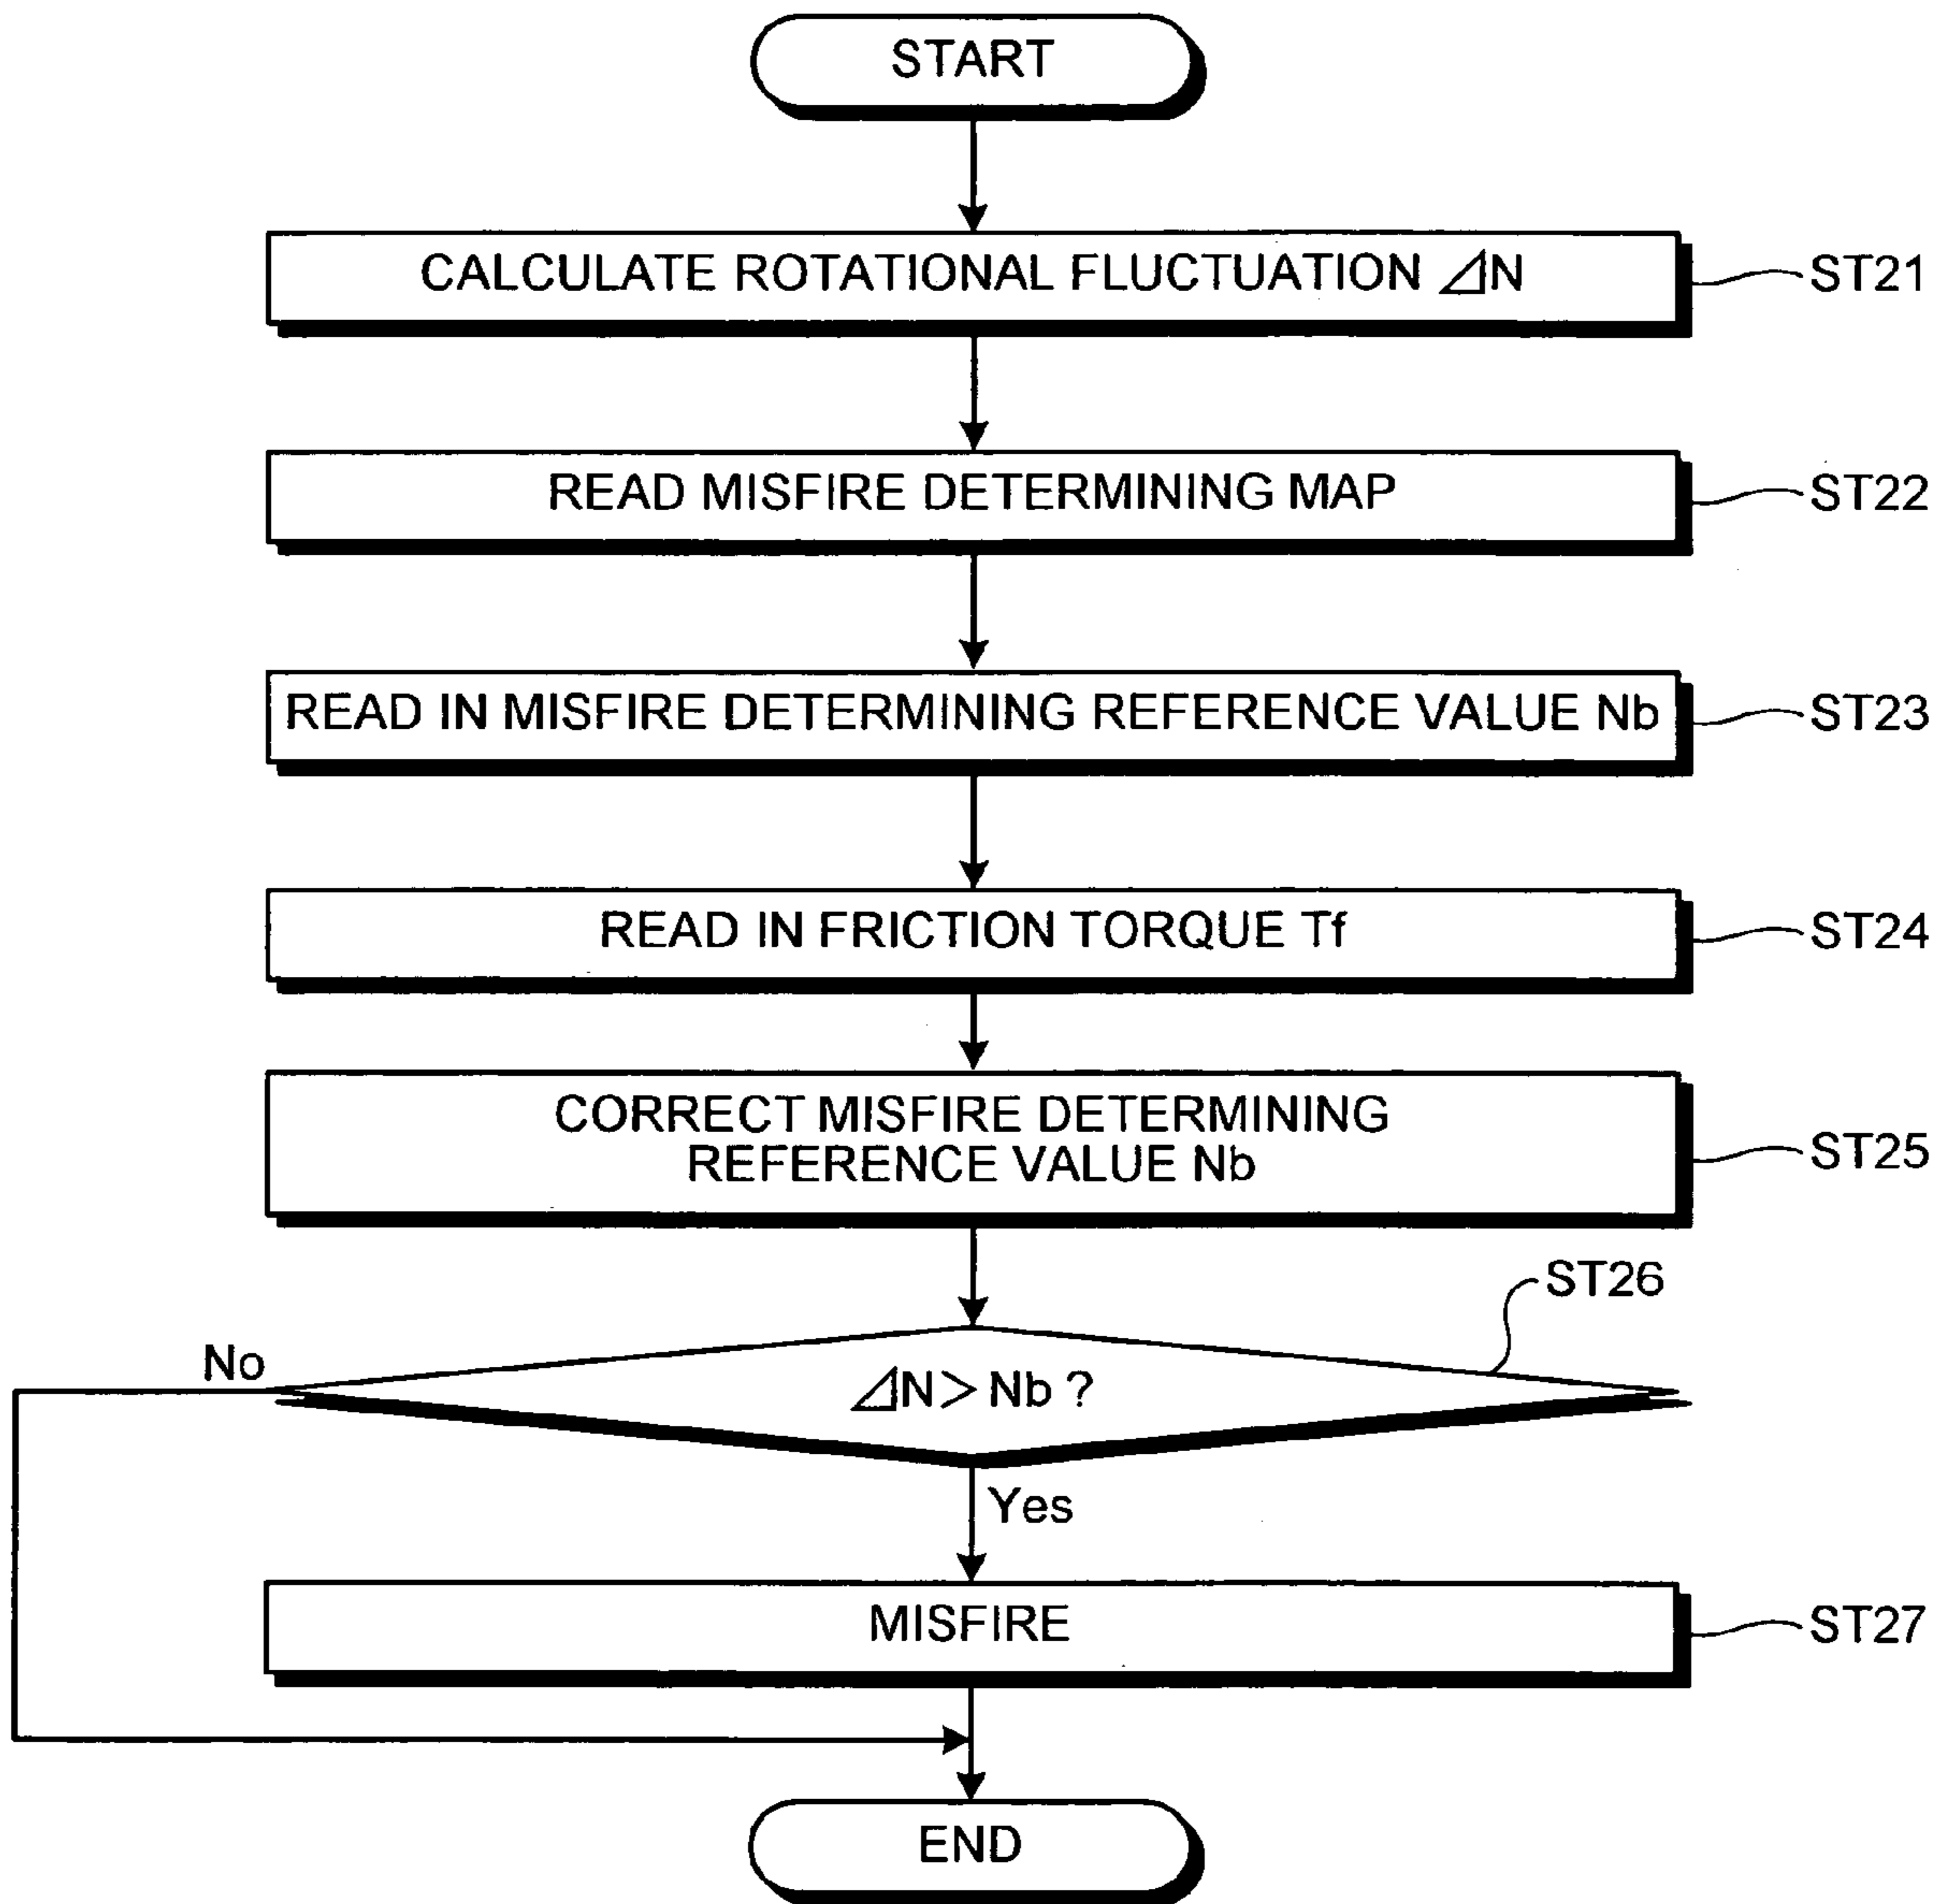 START
CALCULATE ROTATIONAL FLUCTUATION ⊿N
ST21
READ MISFIRE DETERMINING MAP
ST22
READ IN MISFIRE DETERMINING REFERENCE VALUE Nb
ST23
READ IN FRICTION TORQUE Tf
ST24
CORRECT MISFIRE DETERMINING
REFERENCE VALUE Nb
ST25
ST26
No
⊿N> Nb ?
Yes
MISFIRE
ST27
END